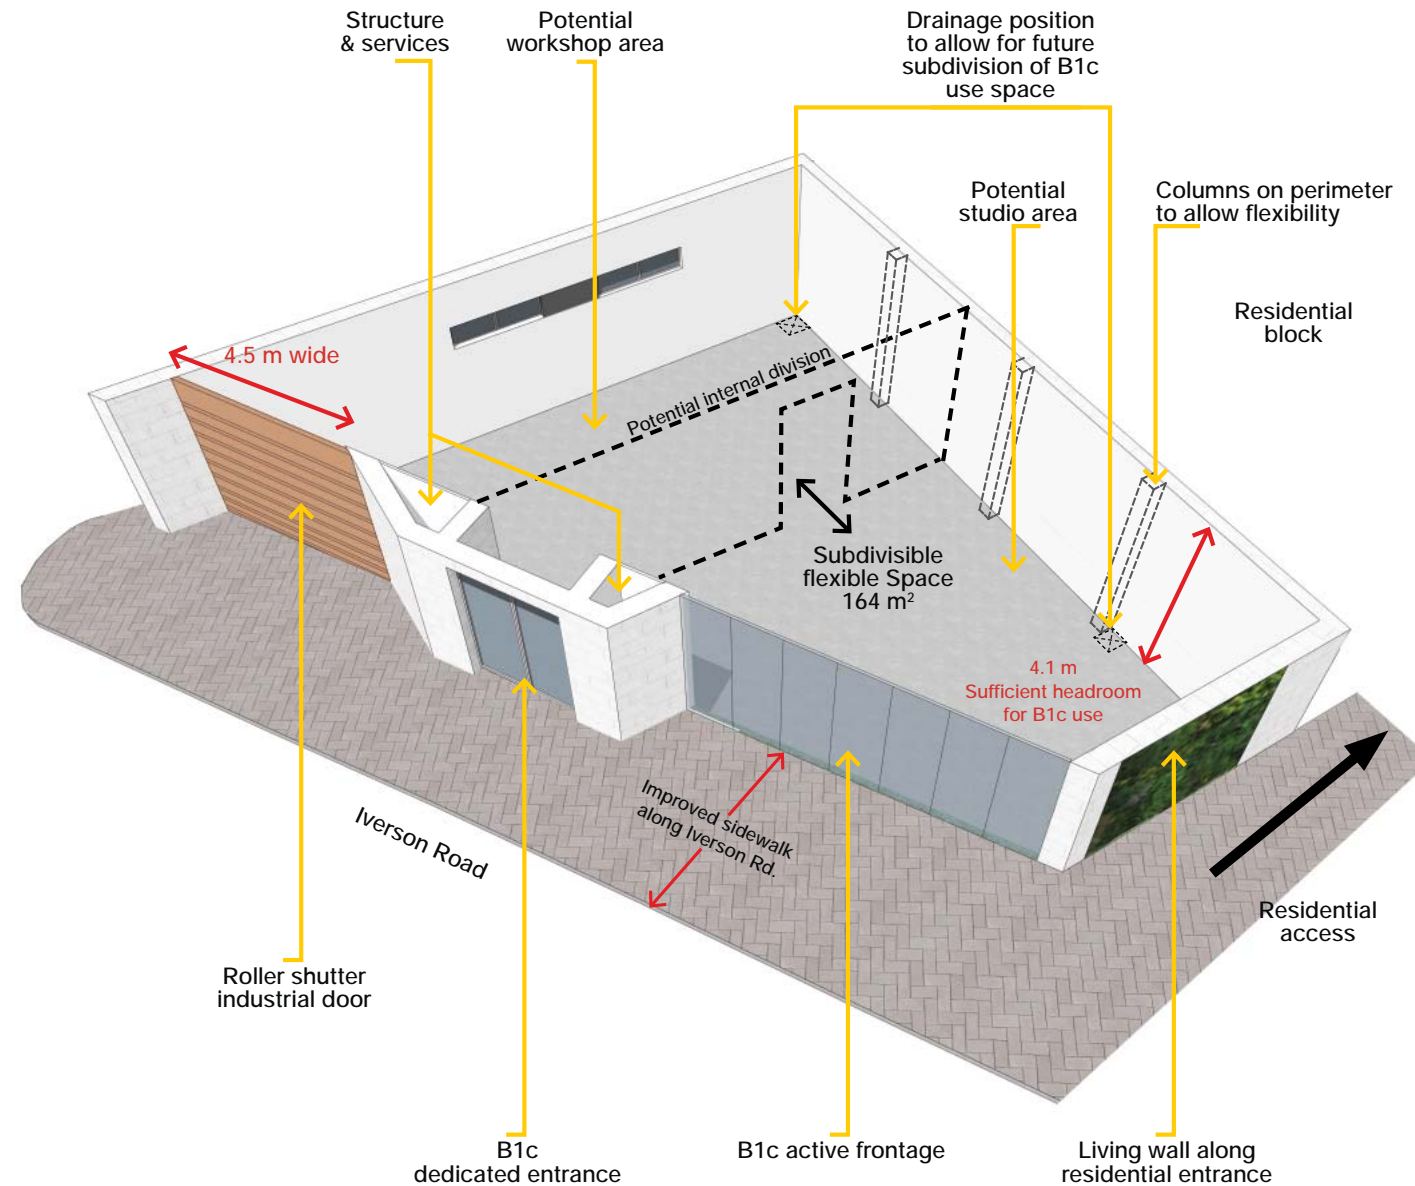 Structure
& services
Potential
workshop area
Drainage position
to allow for future
subdivision of B1c
use space
Potential
studio area
Columns on perimeter
to allow flexibility
Residential
block
4.5 m wide
Potential internal division
Subdivisible
flexible Space
164 m²
4.1 m
Sufficient headroom
for B1c use
Improved sidewalk
along Iverson Rd.
Iverson Road
Residential
access
Roller shutter
industrial door
B1c
dedicated entrance
B1c active frontage
Living wall along
residential entrance